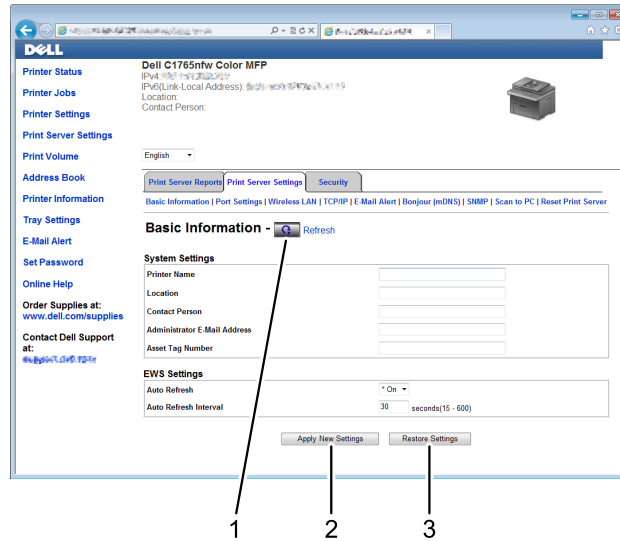 DELL
Dell C1765nfw Color MFP
IPv4:
IPv6(Link-Local Address):
Location:
Contact Person:
Printer Status
Printer Jobs
Printer Settings
Print Server Settings
Print Volume
Address Book
Printer Information
Tray Settings
E-Mail Alert
Set Password
Online Help
Order Supplies at:
www.dell.com/supplies
Contact Dell Support
at:
English
Print Server Reports Print Server Settings Security
Basic Information | Port Settings | Wireless LAN | TCP/IP | E-Mail Alert | Bonjour (mDNS) | SNMP | Scan to PC | Reset Print Server
Basic Information - Refresh
System Settings
Printer Name
Location
Contact Person
Administrator E-Mail Address
Asset Tag Number
EWS Settings
Auto Refresh * On
Auto Refresh Interval 30 seconds(15 - 600)
Apply New Settings Restore Settings
1 2 3